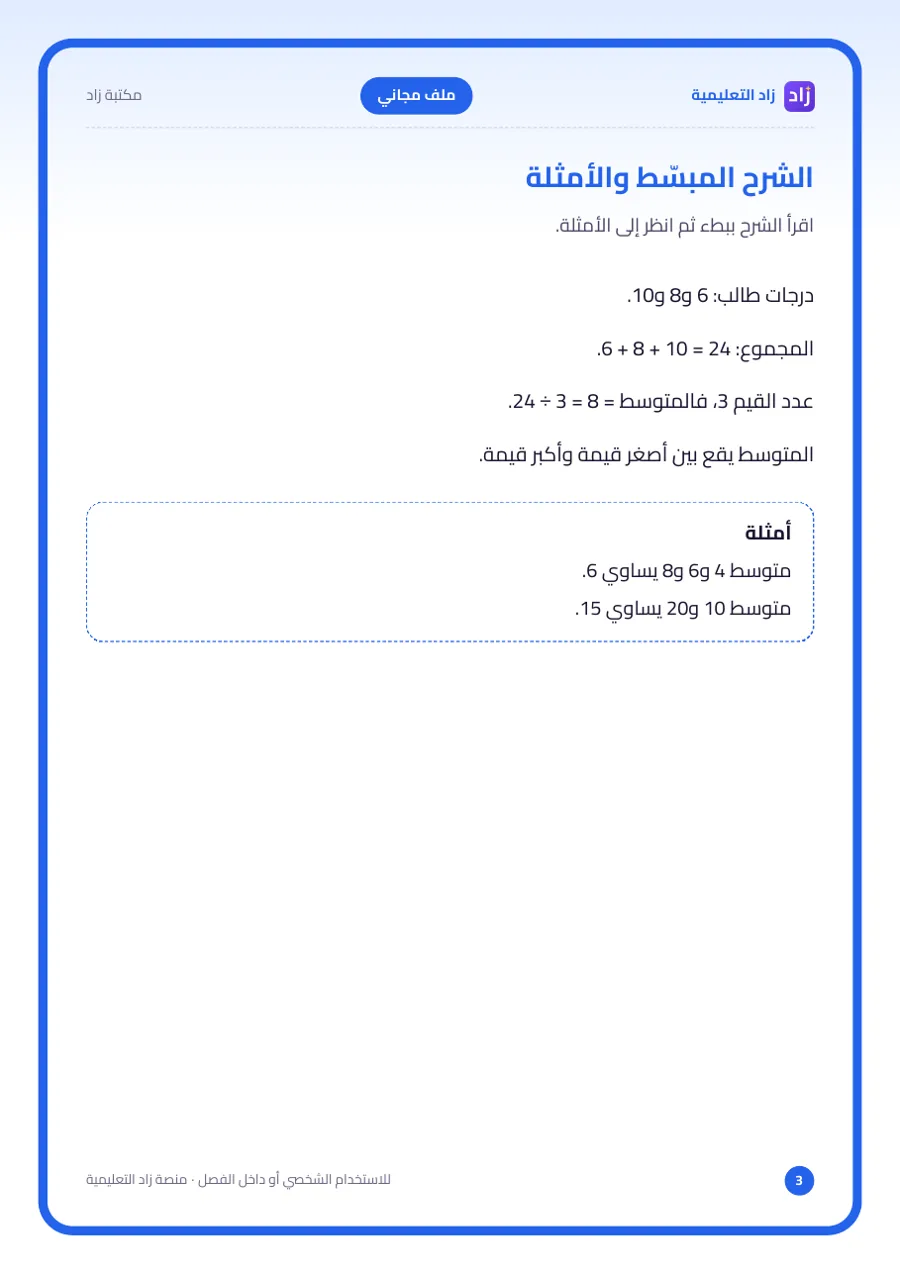 زاد زاد التعليمية
ملف مجاني
مكتبة زاد
الشرح المبسّط والأمثلة
اقرأ الشرح ببطء ثم انظر إلى الأمثلة.
درجات طالب: 6 و8 و10.
المجموع: 6 + 8 + 10 = 24.
عدد القيم 3، فالمتوسط = 24 ÷ 3 = 8.
المتوسط يقع بين أصغر قيمة وأكبر قيمة.
أمثلة
متوسط 4 و6 و8 يساوي 6.
متوسط 10 و20 يساوي 15.
3
للاستخدام الشخصي أو داخل الفصل · منصة زاد التعليمية